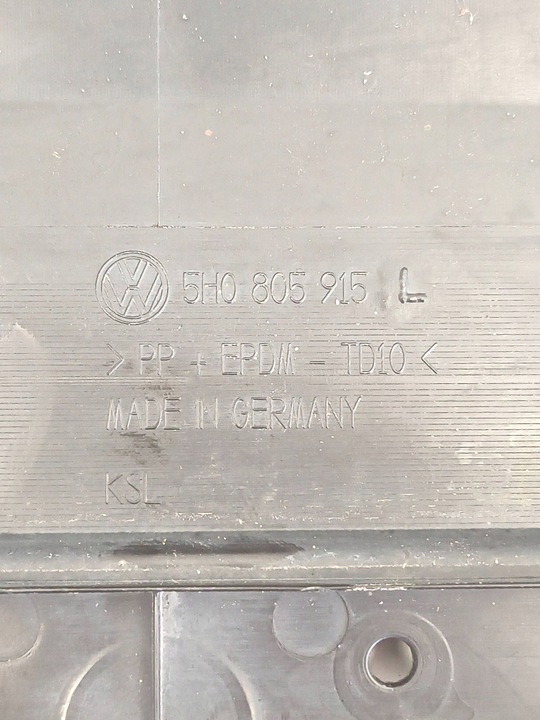 5H0 805 915 L
> PP + EPDM - TD10 <
MADE IN GERMANY
KSL